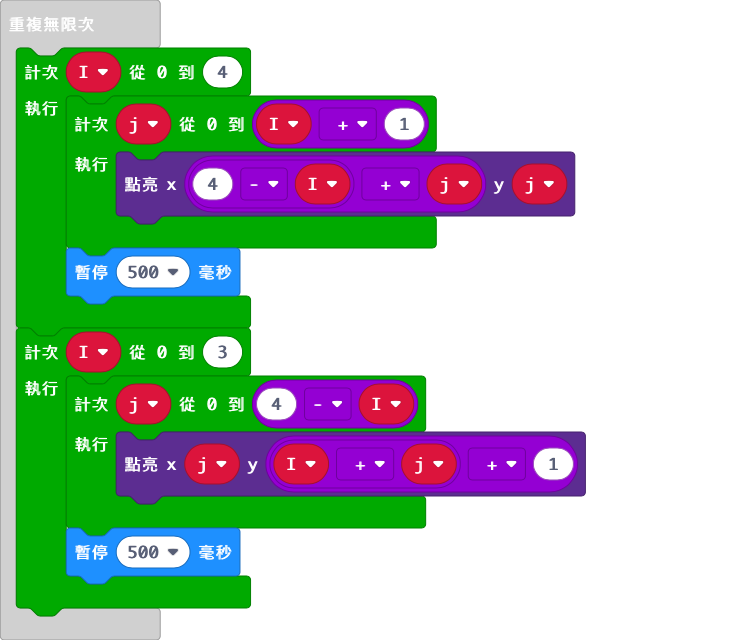 重複無限次
計次 I 從 0 到 4
執行
計次 j 從 0 到 I + 1
執行
點亮 x 4 - I + j y j
暫停 500 毫秒
計次 I 從 0 到 3
執行
計次 j 從 0 到 4 - I
執行
點亮 x j y I + j + 1
暫停 500 毫秒